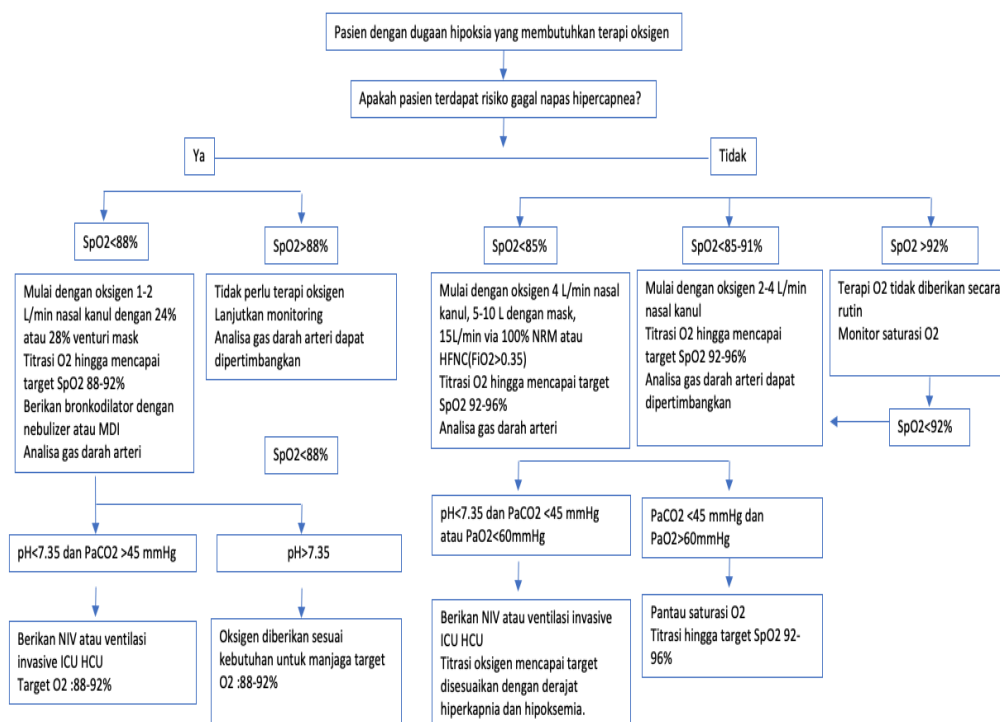 Pasien dengan dugaan hipoksia yang membutuhkan terapi oksigen
Apakah pasien terdapat risiko gagal napas hipercapnea?
Ya
Tidak
SpO2<88%
SpO2>88%
SpO2<85%
SpO2<85-91%
SpO2 >92%
Mulai dengan oksigen 1-2
L/min nasal kanul dengan 24%
atau 28% venturi mask
Titrasi O2 hingga mencapai
target SpO2 88-92%
Berikan bronkodilator dengan
nebulizer atau MDI
Analisa gas darah arteri
Tidak perlu terapi oksigen
Lanjutkan monitoring
Analisa gas darah arteri dapat
dipertimbangkan
Mulai dengan oksigen 4 L/min nasal
kanul, 5-10 L dengan mask,
15L/min via 100% NRM atau
HFNC(FiO2>0.35)
Titrasi O2 hingga mencapai target
SpO2 92-96%
Analisa gas darah arteri
Mulai dengan oksigen 2-4 L/min
nasal kanul
Titrasi O2 hingga mencapai
target SpO2 92-96%
Analisa gas darah arteri dapat
dipertimbangkan
Terapi O2 tidak diberikan secara
rutin
Monitor saturasi O2
SpO2<92%
SpO2<88%
pH<7.35 dan PaCO2 >45 mmHg
pH>7.35
pH<7.35 dan PaCO2 <45 mmHg
atau PaO2<60mmHg
PaCO2 <45 mmHg dan
PaO2>60mmHg
Berikan NIV atau ventilasi
invasive ICU HCU
Target O2 :88-92%
Oksigen diberikan sesuai
kebutuhan untuk manjaga target
O2 :88-92%
Berikan NIV atau ventilasi invasive
ICU HCU
Titrasi oksigen mencapai target
disesuaikan dengan derajat
hiperkapnia dan hipoksemia.
Pantau saturasi O2
Titrasi hingga target SpO2 92-
96%